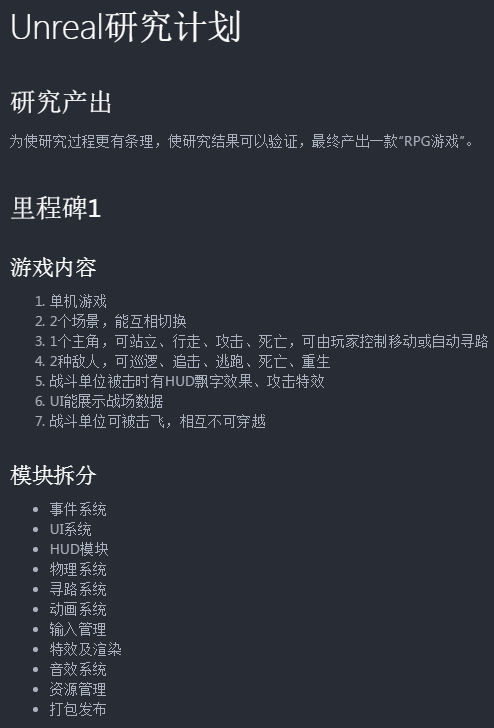 Unreal研究计划
研究产出
为使研究过程更有条理，使研究结果可以验证，最终产出一款“RPG游戏”。
里程碑1
游戏内容
1. 单机游戏
2. 2个场景，能互相切换
3. 1个主角，可站立、行走、攻击、死亡，可由玩家控制移动或自动寻路
4. 2种敌人，可巡逻、追击、逃跑、死亡、重生
5. 战斗单位被击时有HUD飘字效果、攻击特效
6. UI能展示战场数据
7. 战斗单位可被击飞，相互不可穿越
模块拆分
• 事件系统
• UI系统
• HUD模块
• 物理系统
• 寻路系统
• 动画系统
• 输入管理
• 特效及渲染
• 音效系统
• 资源管理
• 打包发布